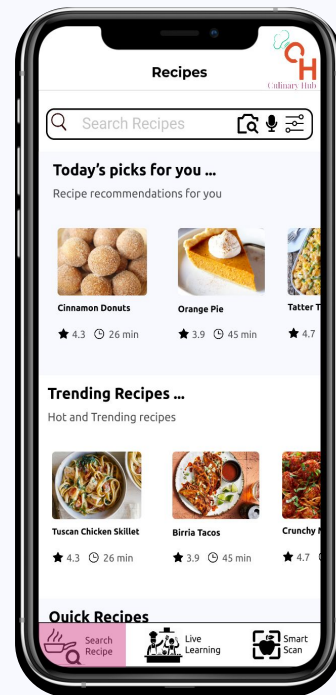 CH
Culinary Hub
Recipes
Search Recipes
Today's picks for you ...
Recipe recommendations for you
Cinnamon Donuts
Orange Pie
Tatter T
4.3 26 min
3.9 45 min
4.7
Trending Recipes ...
Hot and Trending recipes
Tuscan Chicken Skillet
Birria Tacos
Crunchy
4.3 26 min
3.9 45 min
4.7
Quick Recipes
Search
Recipe
Live
Learning
Smart
Scan